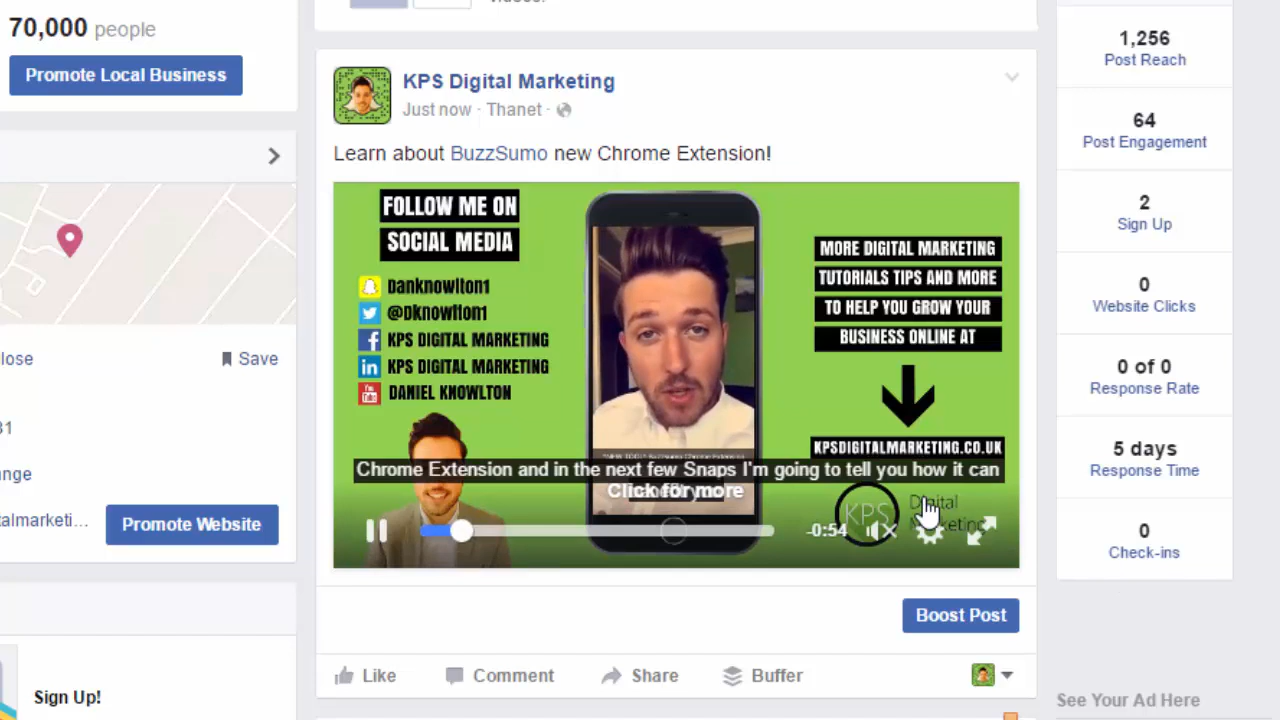 70,000 people
Promote Local Business
lose
Save
31
nge
talmarketi...
Promote Website
Sign Up!
KPS Digital Marketing
Just now · Thanet ·
Learn about BuzzSumo new Chrome Extension!
FOLLOW ME ON
SOCIAL MEDIA
Danknowlton1
@Dknowlton1
KPS DIGITAL MARKETING
KPS DIGITAL MARKETING
DANIEL KNOWLTON
MORE DIGITAL MARKETING
TUTORIALS TIPS AND MORE
TO HELP YOU GROW YOUR
BUSINESS ONLINE AT
KPSDIGITALMARKETING.CO.UK
Chrome Extension and in the next few Snaps I'm going to tell you how it can
Click for more
KPS Digital
Marketing
-0:54
Boost Post
Like
Comment
Share
Buffer
1,256
Post Reach
64
Post Engagement
2
Sign Up
0
Website Clicks
0 of 0
Response Rate
5 days
Response Time
0
Check-ins
See Your Ad Here